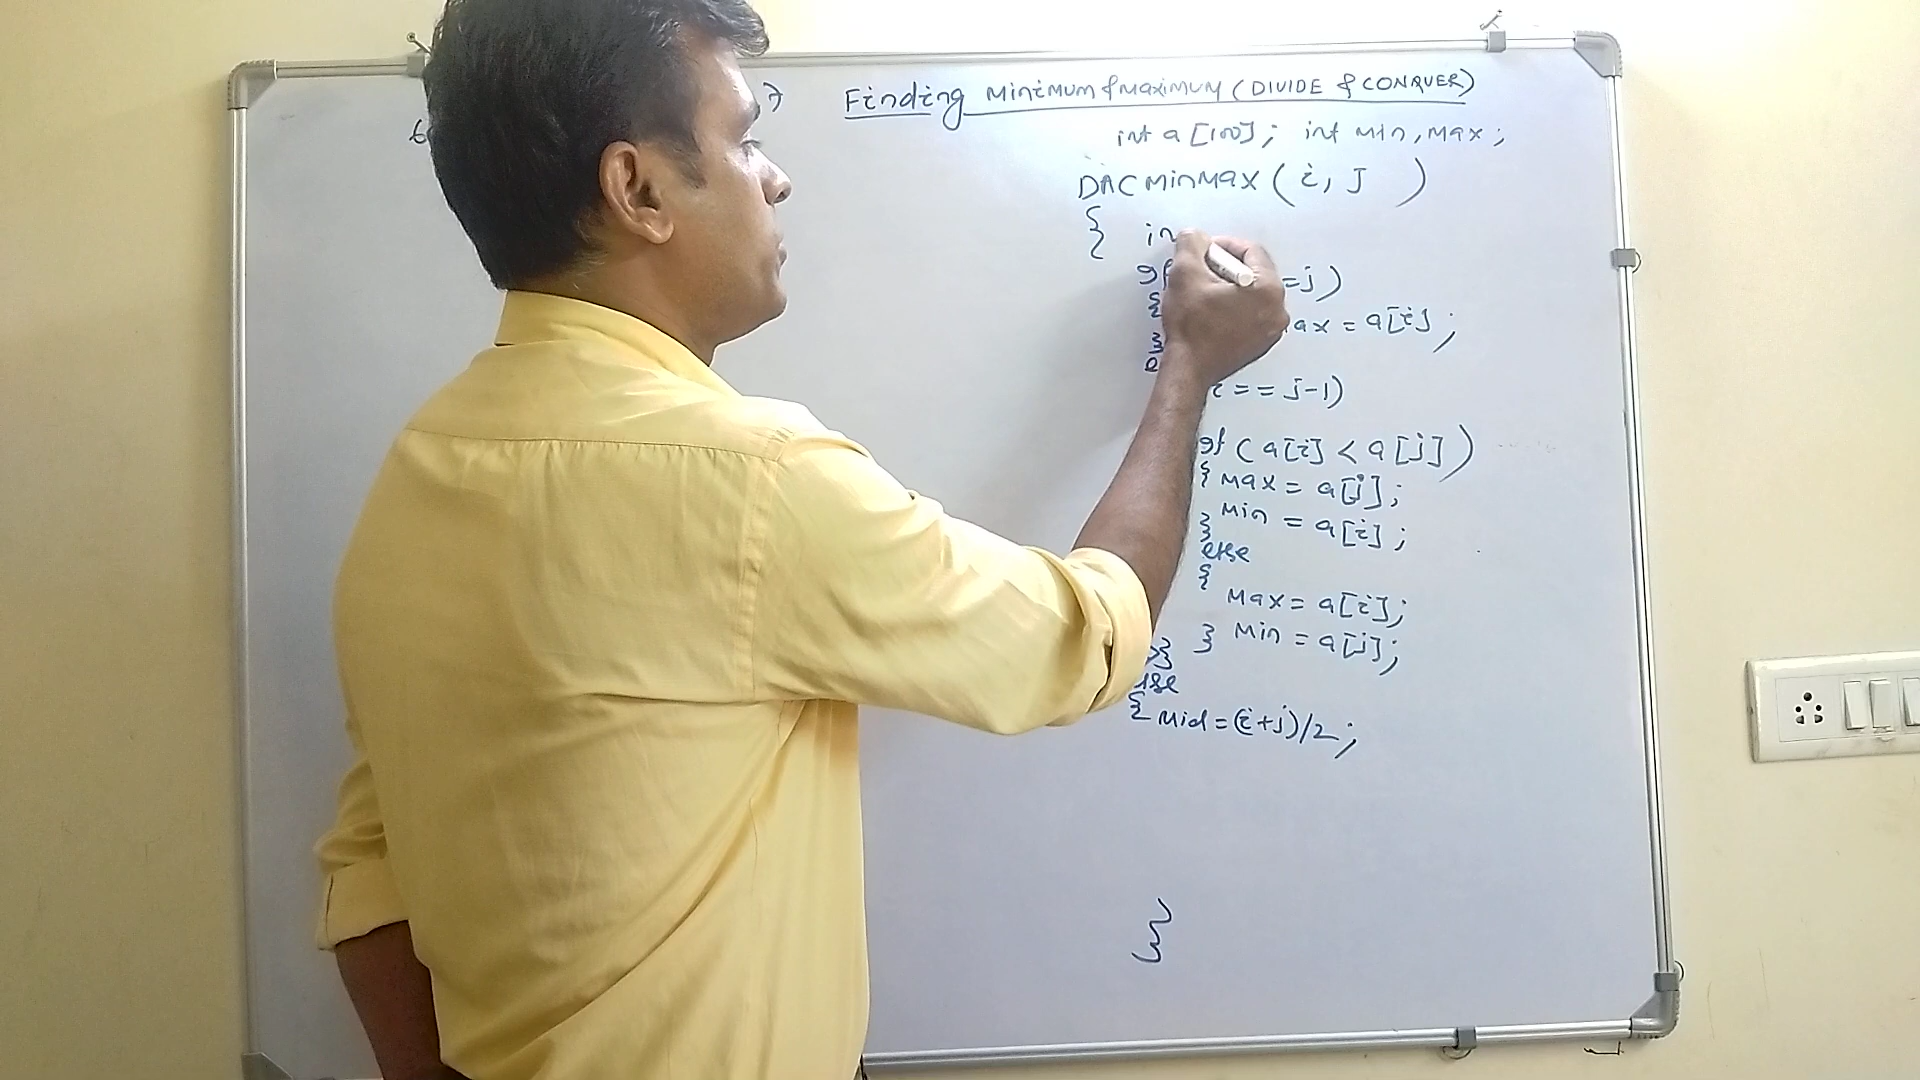 Finding Minimum & Maximum (DIVIDE & CONQUER)
int a [100]; int min, max;
DACMinMax ( i, J )
{ in
=j)
{ ax = a[i];
}
i == J-1)
if (a[i] < a[j])
{ max = a[j];
min = a[i];
}
else
{
max = a[i];
} } min = a[j];
lse
{ mid = (i+j)/2;
}